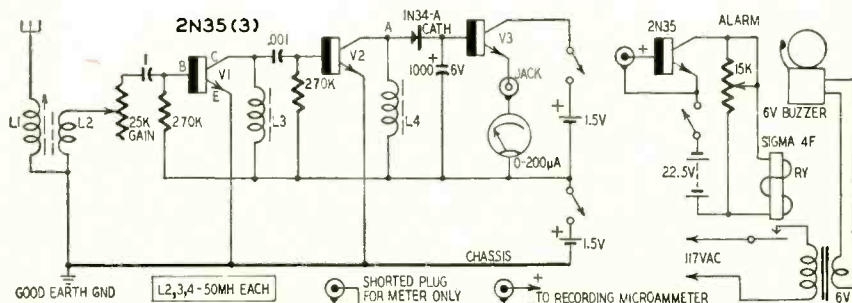 2N35(3)
.1
B
C
V1
E
.001
V2
A
1N34-A
CATH
+
1000
6V
V3
JACK
0-200µA
1.5V
+
1.5V
+
L1
L2
25K
GAIN
270K
L3
270K
L4
CHASSIS
GOOD EARTH GND
L2,3,4-50MH EACH
SHORTED PLUG
FOR METER ONLY
+
TO RECORDING MICROAMMETER
2N35
ALARM
+
15K
22.5V
+
6V BUZZER
SIGMA 4F
RY
117VAC
6V